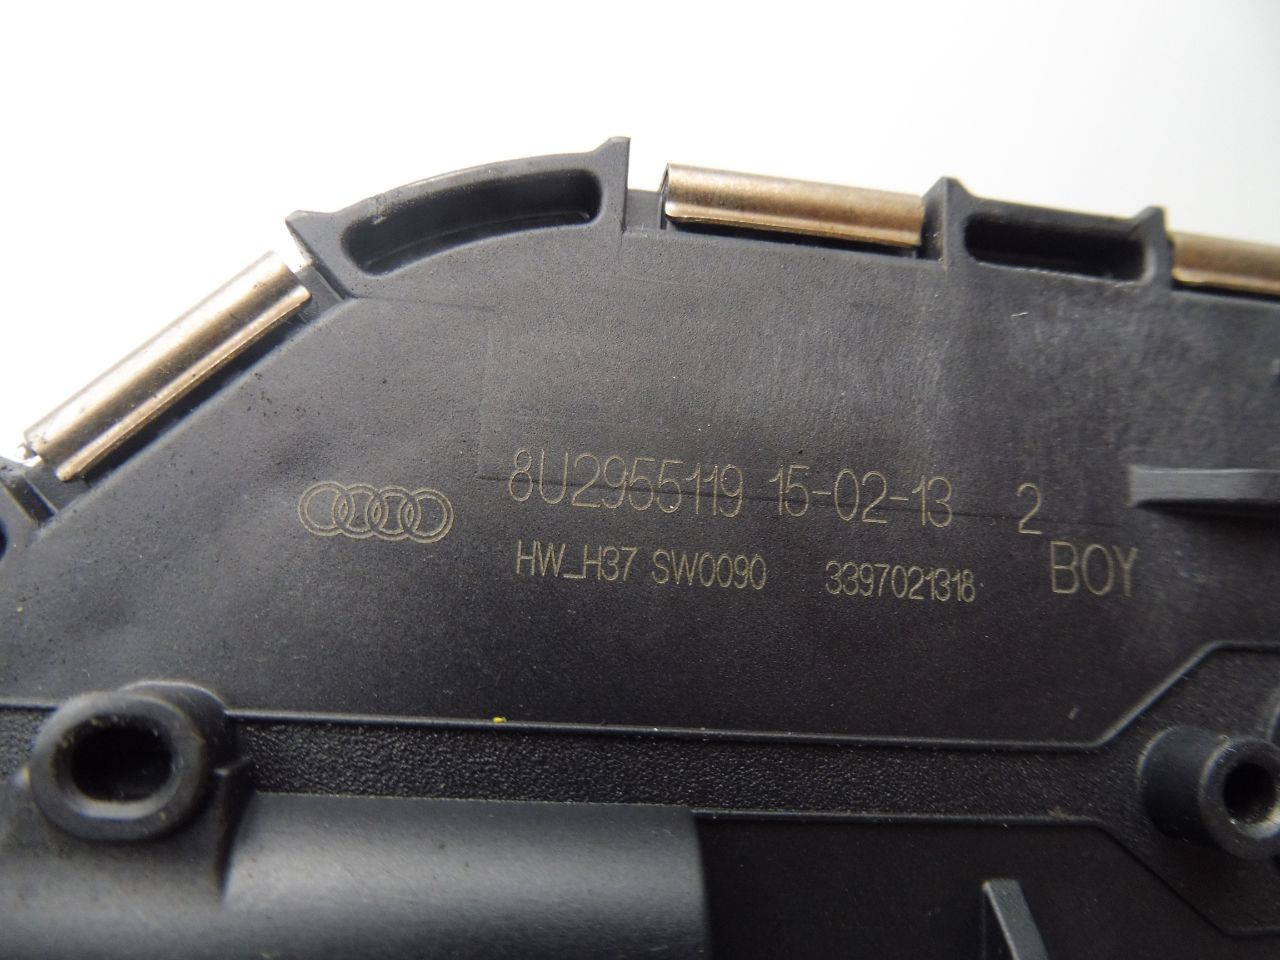 8U2955119 15-02-13 2
HW_H37 SW0090 3397021318 BOY